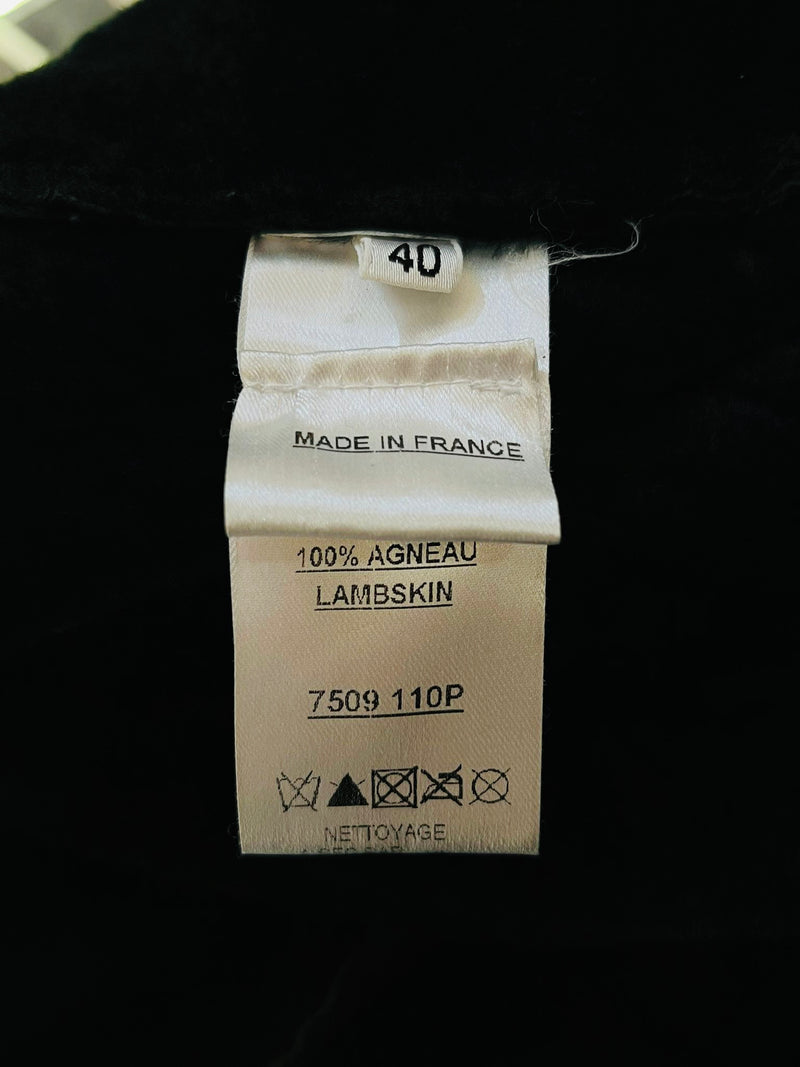 40
MADE IN FRANCE
100% AGNEAU
LAMBSKIN
7509 110P
NETTOYAGE